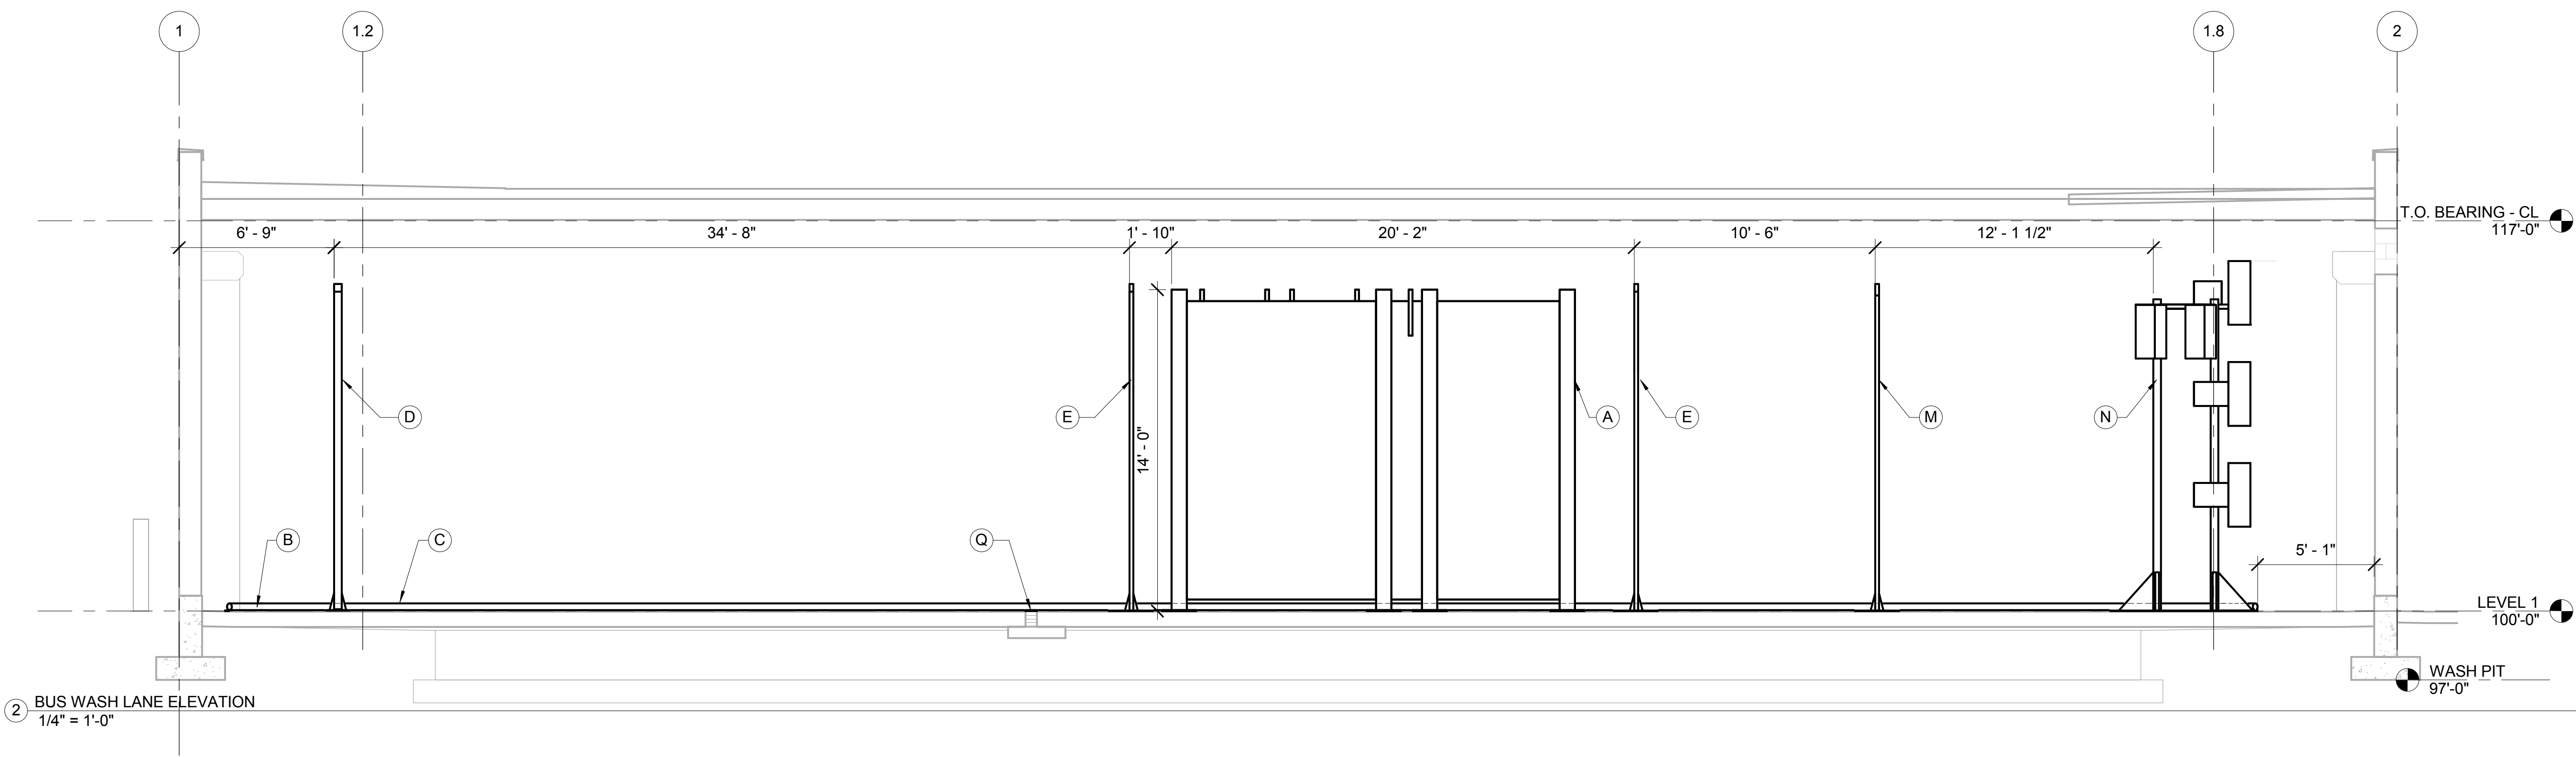 1
1.2
1.8
2
T.O. BEARING - CL
117'-0"
6' - 9"
34' - 8"
1' - 10"
20' - 2"
10' - 6"
12' - 1 1/2"
D
E
A
E
M
N
14' - 0"
B
C
Q
5' - 1"
LEVEL 1
100'-0"
WASH PIT
97'-0"
2
BUS WASH LANE ELEVATION
1/4" = 1'-0"